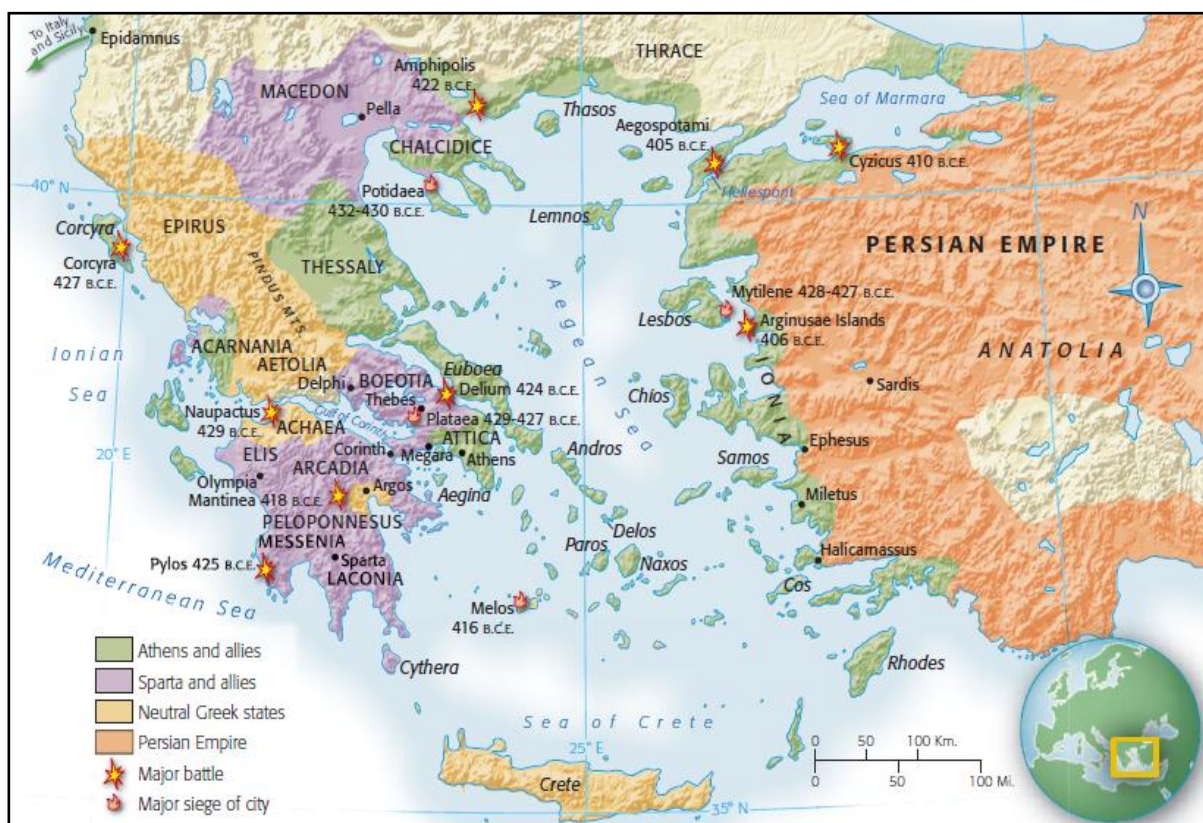 To Italy
and Sicily
Epidamnus
THRACE
Amphipolis
422 B.C.E.
MACEDON
Pella
Thasos
Sea of Marmara
Aegospotami
405 B.C.E.
CHALCIDICE
Cyzicus 410 B.C.E.
40° N
Potidaea
432-430 B.C.E.
Hellespont
Lemnos
N
Corcyra
EPIRUS
Corcyra
427 B.C.E.
PINDUS MTS.
THESSALY
PERSIAN EMPIRE
Aegean Sea
Mytilene 428-427 B.C.E.
Lesbos
Arginusae Islands
406 B.C.E.
Ionian
Sea
ACARNANIA
AETOLIA
Euboea
IONIA
ANATOLIA
Delphi
BOEOTIA
Thebes
Delium 424 B.C.E.
Sardis
Chios
Naupactus
429 B.C.E.
Gulf of Corinth
Plataea 429-427 B.C.E.
ACHAEA
ATTICA
20° E
ELIS
Corinth
Megara
Athens
Andros
Ephesus
ARCADIA
Samos
Olympia
Mantinea 418 B.C.E.
Argos
Aegina
Miletus
PELOPONNESUS
MESSENIA
Delos
Paros
Naxos
Halicarnassus
Mediterranean Sea
Pylos 425 B.C.E.
Sparta
LACONIA
Cos
Melos
416 B.C.E.
Cythera
Rhodes
Athens and allies
Sparta and allies
Neutral Greek states
Persian Empire
Major battle
Major siege of city
Sea of Crete
25° E
0 50 100 Km.
0 50 100 Mi.
Crete
35° N